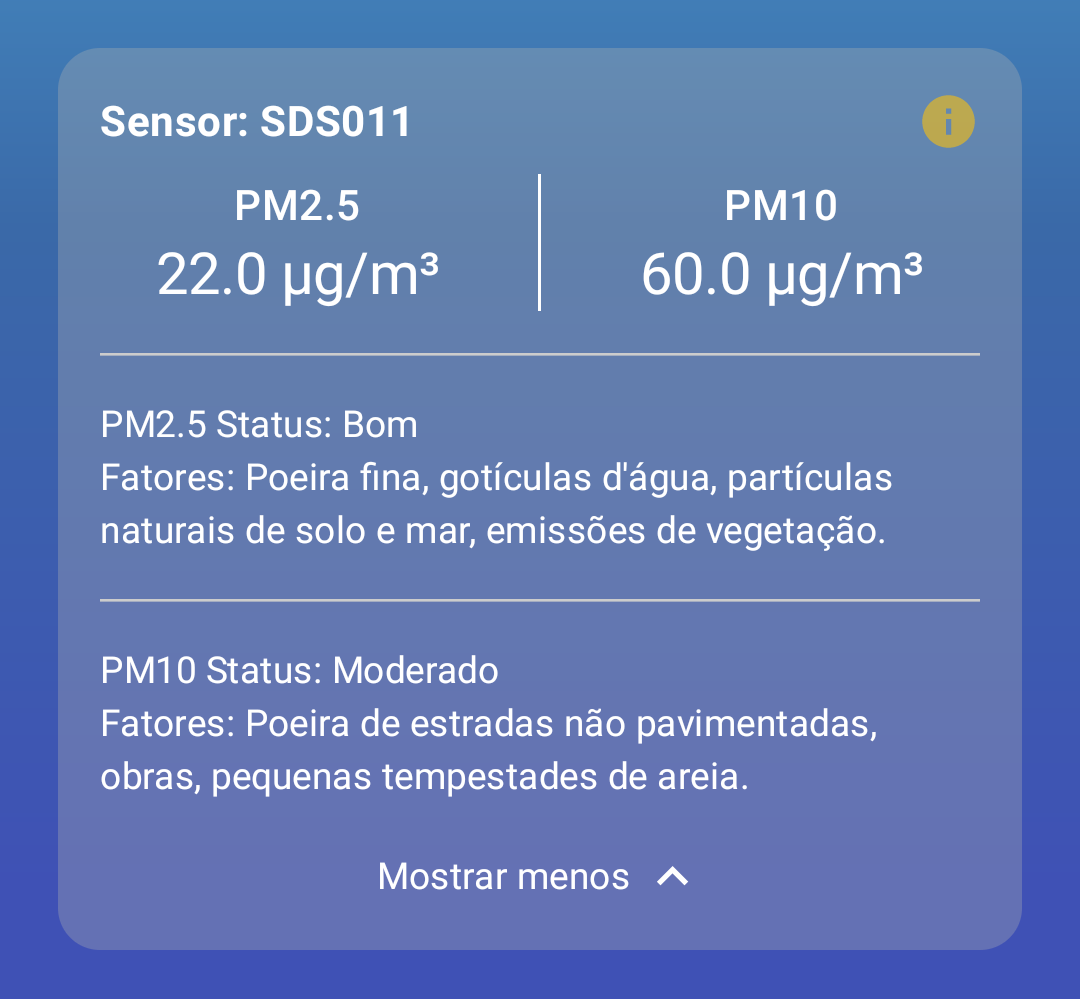 Sensor: SDS011
PM2.5
22.0 µg/m³
PM10
60.0 µg/m³
PM2.5 Status: Bom
Fatores: Poeira fina, gotículas d'água, partículas
naturais de solo e mar, emissões de vegetação.
PM10 Status: Moderado
Fatores: Poeira de estradas não pavimentadas,
obras, pequenas tempestades de areia.
Mostrar menos